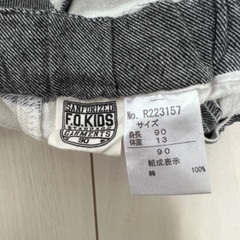 SANFORIZED
F.O.KIDS
STANDARD
GARMENTS
90
No. R223157
サイズ
身長 90
体重 13
90
組成表示
綿 100%